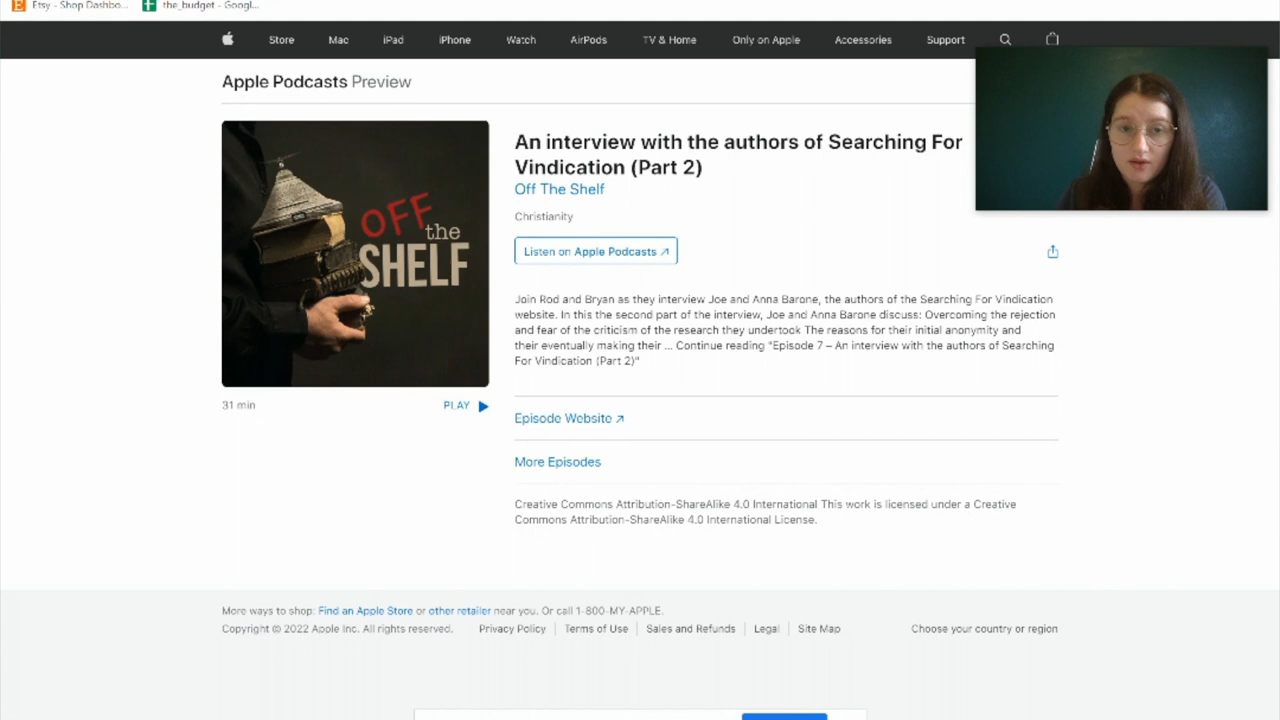 Etsy - Shop Dashbo... the_budget - Googl...
Store Mac iPad iPhone Watch AirPods TV & Home Only on Apple Accessories Support
Apple Podcasts Preview
OFF
the
SHELF
An interview with the authors of Searching For
Vindication (Part 2)
Off The Shelf
Christianity
Listen on Apple Podcasts ↗
Join Rod and Bryan as they interview Joe and Anna Barone, the authors of the Searching For Vindication
website. In this the second part of the interview, Joe and Anna Barone discuss: Overcoming the rejection
and fear of the criticism of the research they undertook The reasons for their initial anonymity and
their eventually making their ... Continue reading "Episode 7 – An interview with the authors of Searching
For Vindication (Part 2)"
31 min PLAY
Episode Website ↗
More Episodes
Creative Commons Attribution-ShareAlike 4.0 International This work is licensed under a Creative
Commons Attribution-ShareAlike 4.0 International License.
More ways to shop: Find an Apple Store or other retailer near you. Or call 1-800-MY-APPLE.
Copyright © 2022 Apple Inc. All rights reserved. Privacy Policy Terms of Use Sales and Refunds Legal Site Map Choose your country or region